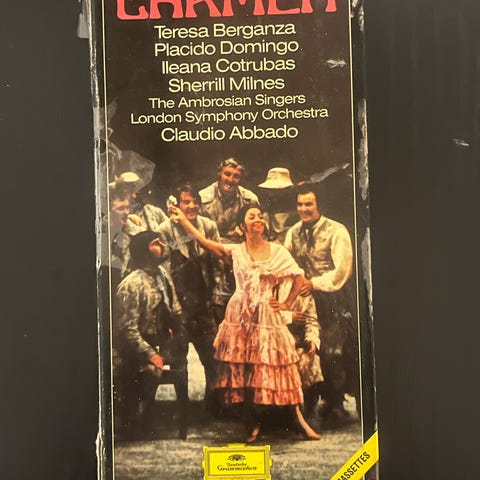 CARMEN
Teresa Berganza
Placido Domingo
Ileana Cotrubas
Sherrill Milnes
The Ambrosian Singers
London Symphony Orchestra
Claudio Abbado
Deutsche
Grammophon
CASSETTES